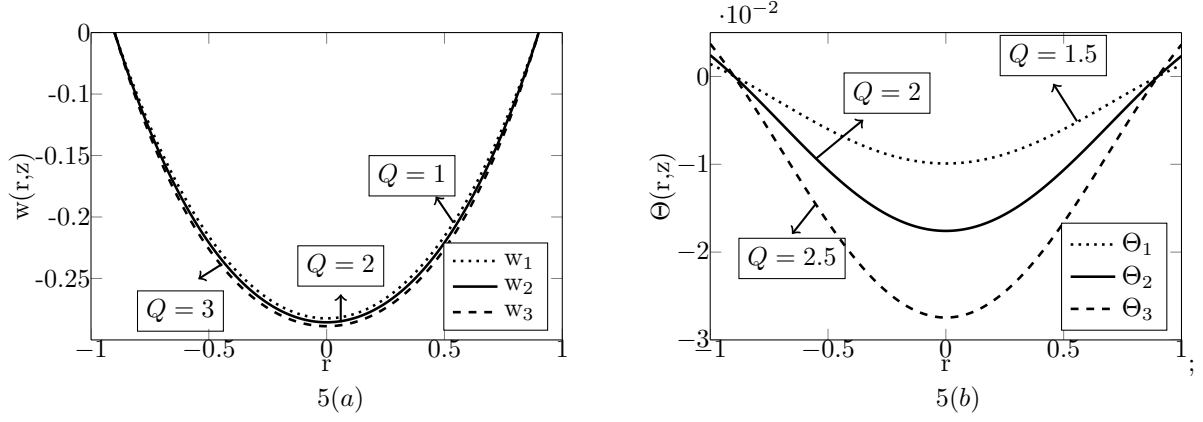 ·10⁻²
0
-0.1
-0.15
-0.2
-0.25
w(r,z)
Q = 1
Q = 2
Q = 3
w₁
w₂
w₃
−1
−0.5
0
0.5
1
r
5(a)
0
−1
−2
−3
Θ(r,z)
Q = 1.5
Q = 2
Q = 2.5
Θ₁
Θ₂
Θ₃
−1
−0.5
0
0.5
1
;
r
5(b)